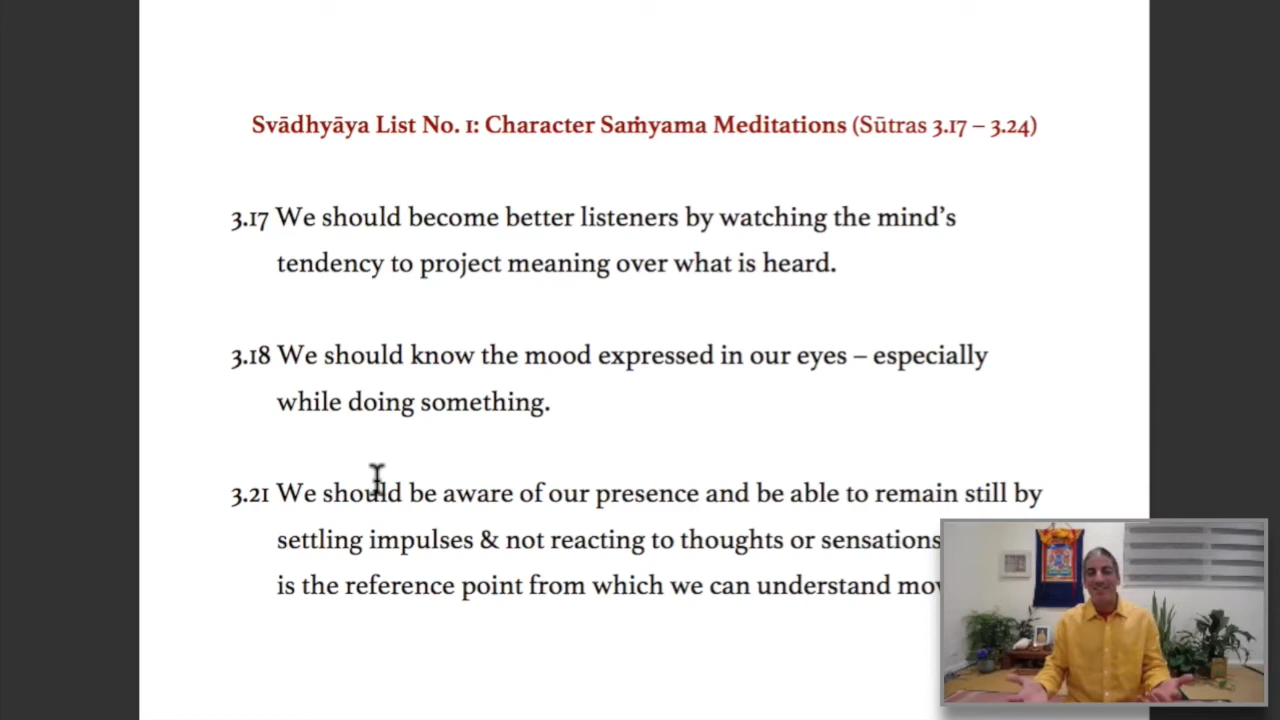 Svādhyāya List No. 1: Character Saṁyama Meditations (Sūtras 3.17 – 3.24)
3.17 We should become better listeners by watching the mind’s
tendency to project meaning over what is heard.
3.18 We should know the mood expressed in our eyes – especially
while doing something.
3.21 We should be aware of our presence and be able to remain still by
settling impulses & not reacting to thoughts or sensations
is the reference point from which we can understand